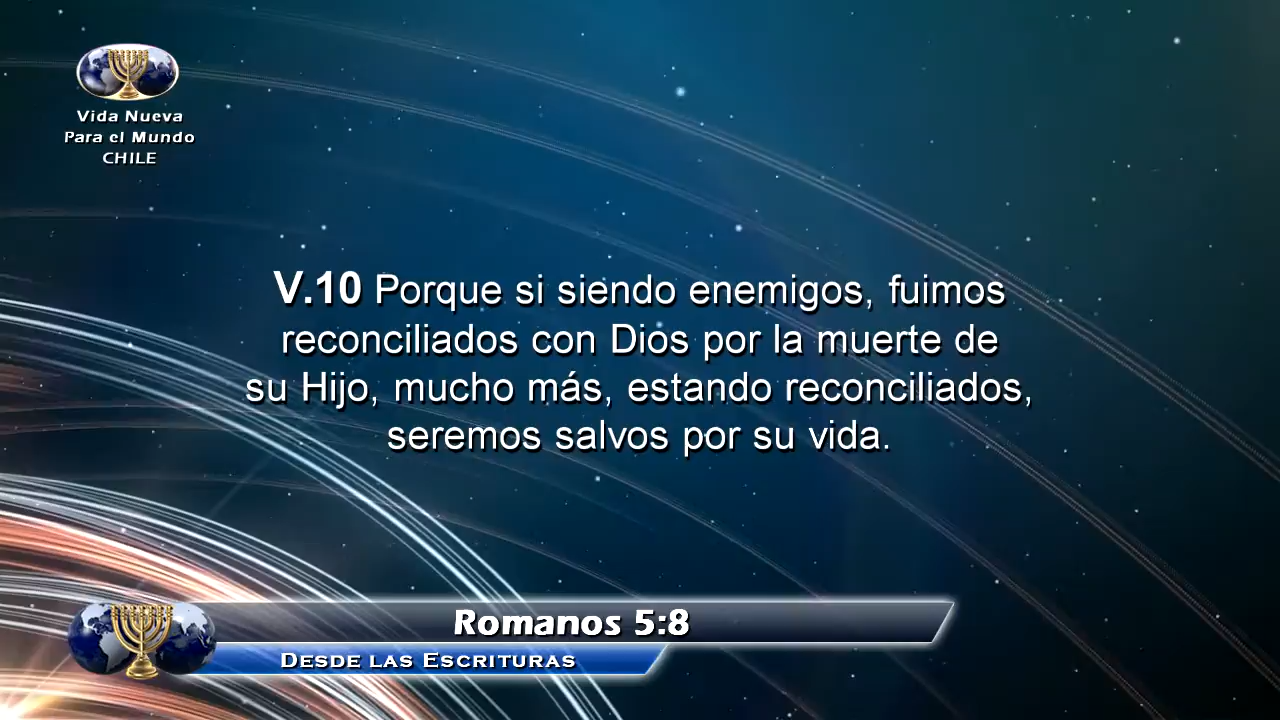 Vida Nueva
Para el Mundo
CHILE
V.10 Porque si siendo enemigos, fuimos
reconciliados con Dios por la muerte de
su Hijo, mucho más, estando reconciliados,
seremos salvos por su vida.
Romanos 5:8
DESDE LAS ESCRITURAS